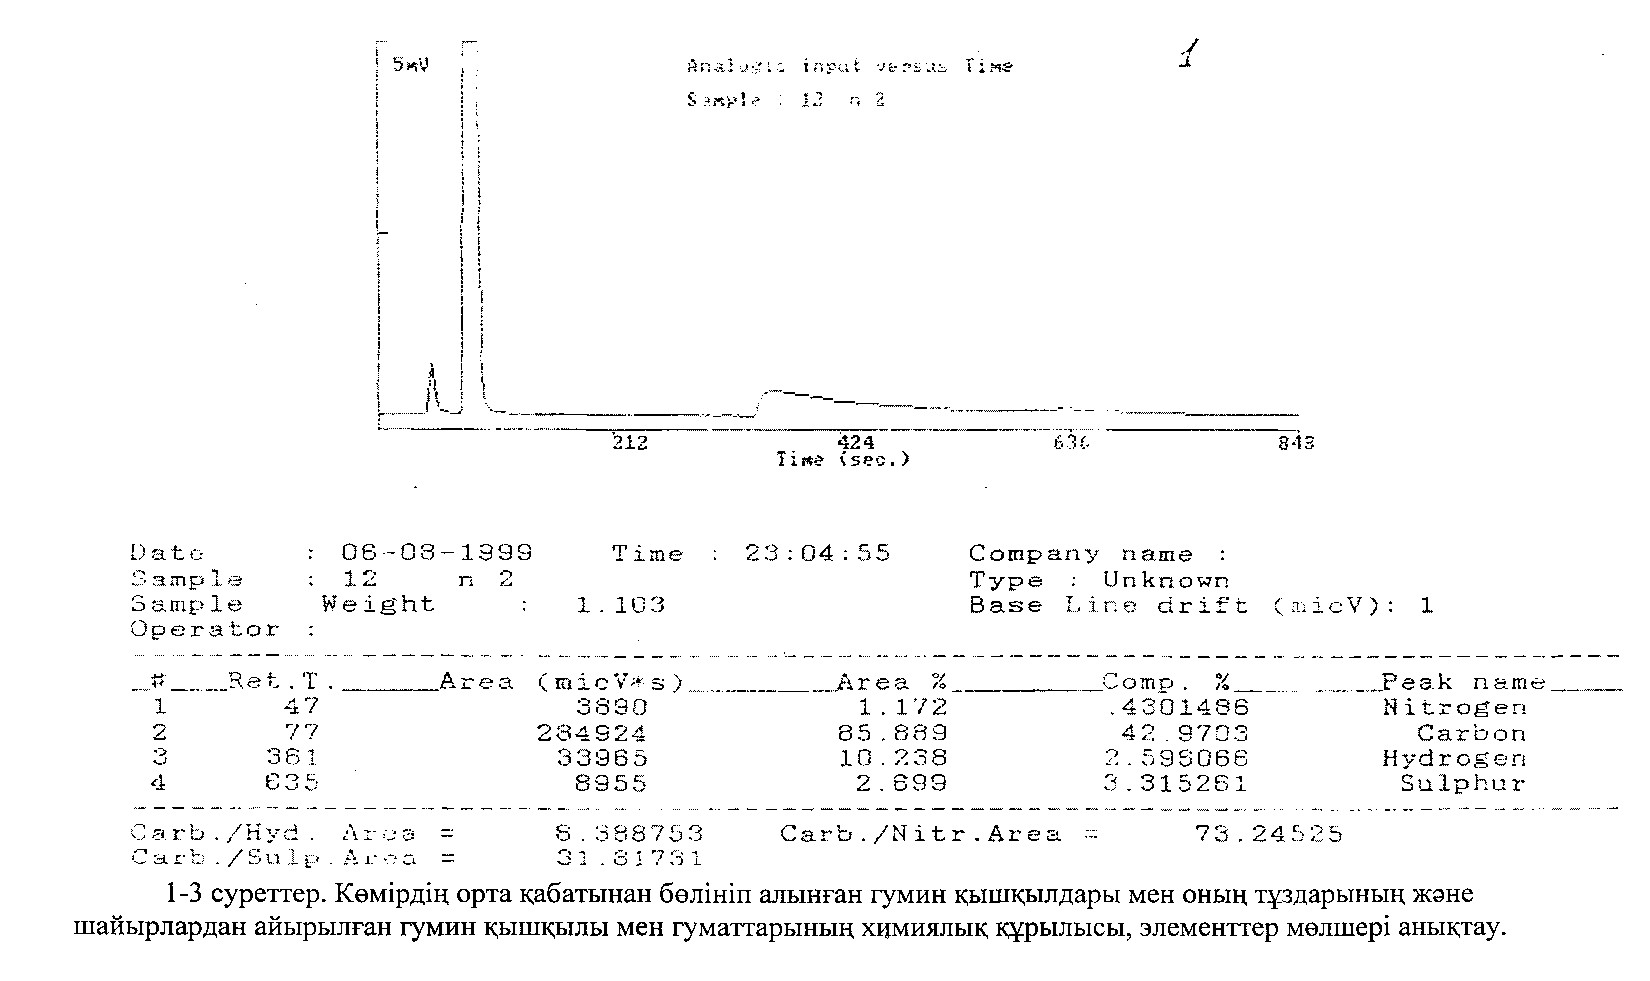 1
5mV
Analogic input versus Time
Sample : 12 n 2
212 424 636 848
Time (sec.)
Date : 06-08-1999 Time : 23:04:55 Company name :
Sample : 12 n 2 Type : Unknown
Sample Weight : 1.103 Base Line drift (micV): 1
Operator :
# Ret.T. Area (micV*s) Area % Comp. % Peak name
1 47 3890 1.172 .4301486 Nitrogen
2 77 284924 85.889 42.9703 Carbon
3 361 33965 10.238 2.598066 Hydrogen
4 635 8955 2.699 3.315261 Sulphur
Carb./Hyd. Area = 8.388753 Carb./Nitr.Area = 73.24525
Carb./Sulp.Area = 31.81731
1-3 суреттер. Көмірдің орта қабатынан бөлініп алынған гумин қышқылдары мен оның тұздарының және
шайырлардан айырылған гумин қышқылы мен гуматтарының химиялық құрылысы, элементтер мөлшері анықтау.